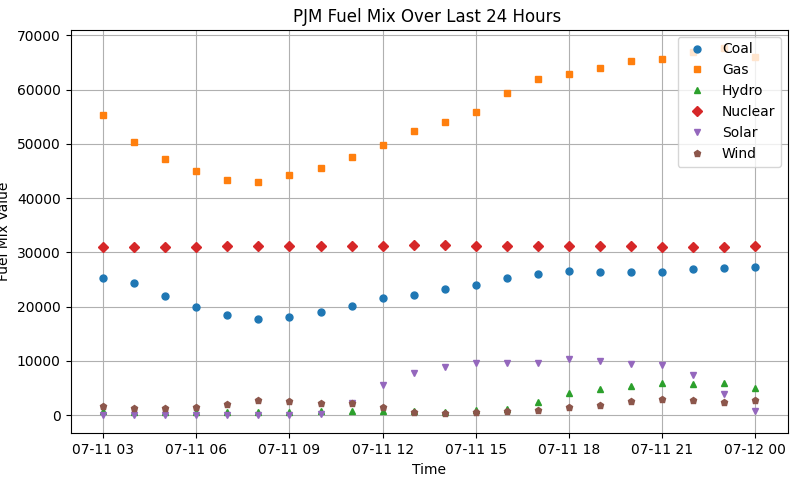 PJM Fuel Mix Over Last 24 Hours
Fuel Mix Value
70000
60000
50000
40000
30000
20000
10000
0
Coal
Gas
Hydro
Nuclear
Solar
Wind
07-11 03 07-11 06 07-11 09 07-11 12 07-11 15 07-11 18 07-11 21 07-12 00
Time